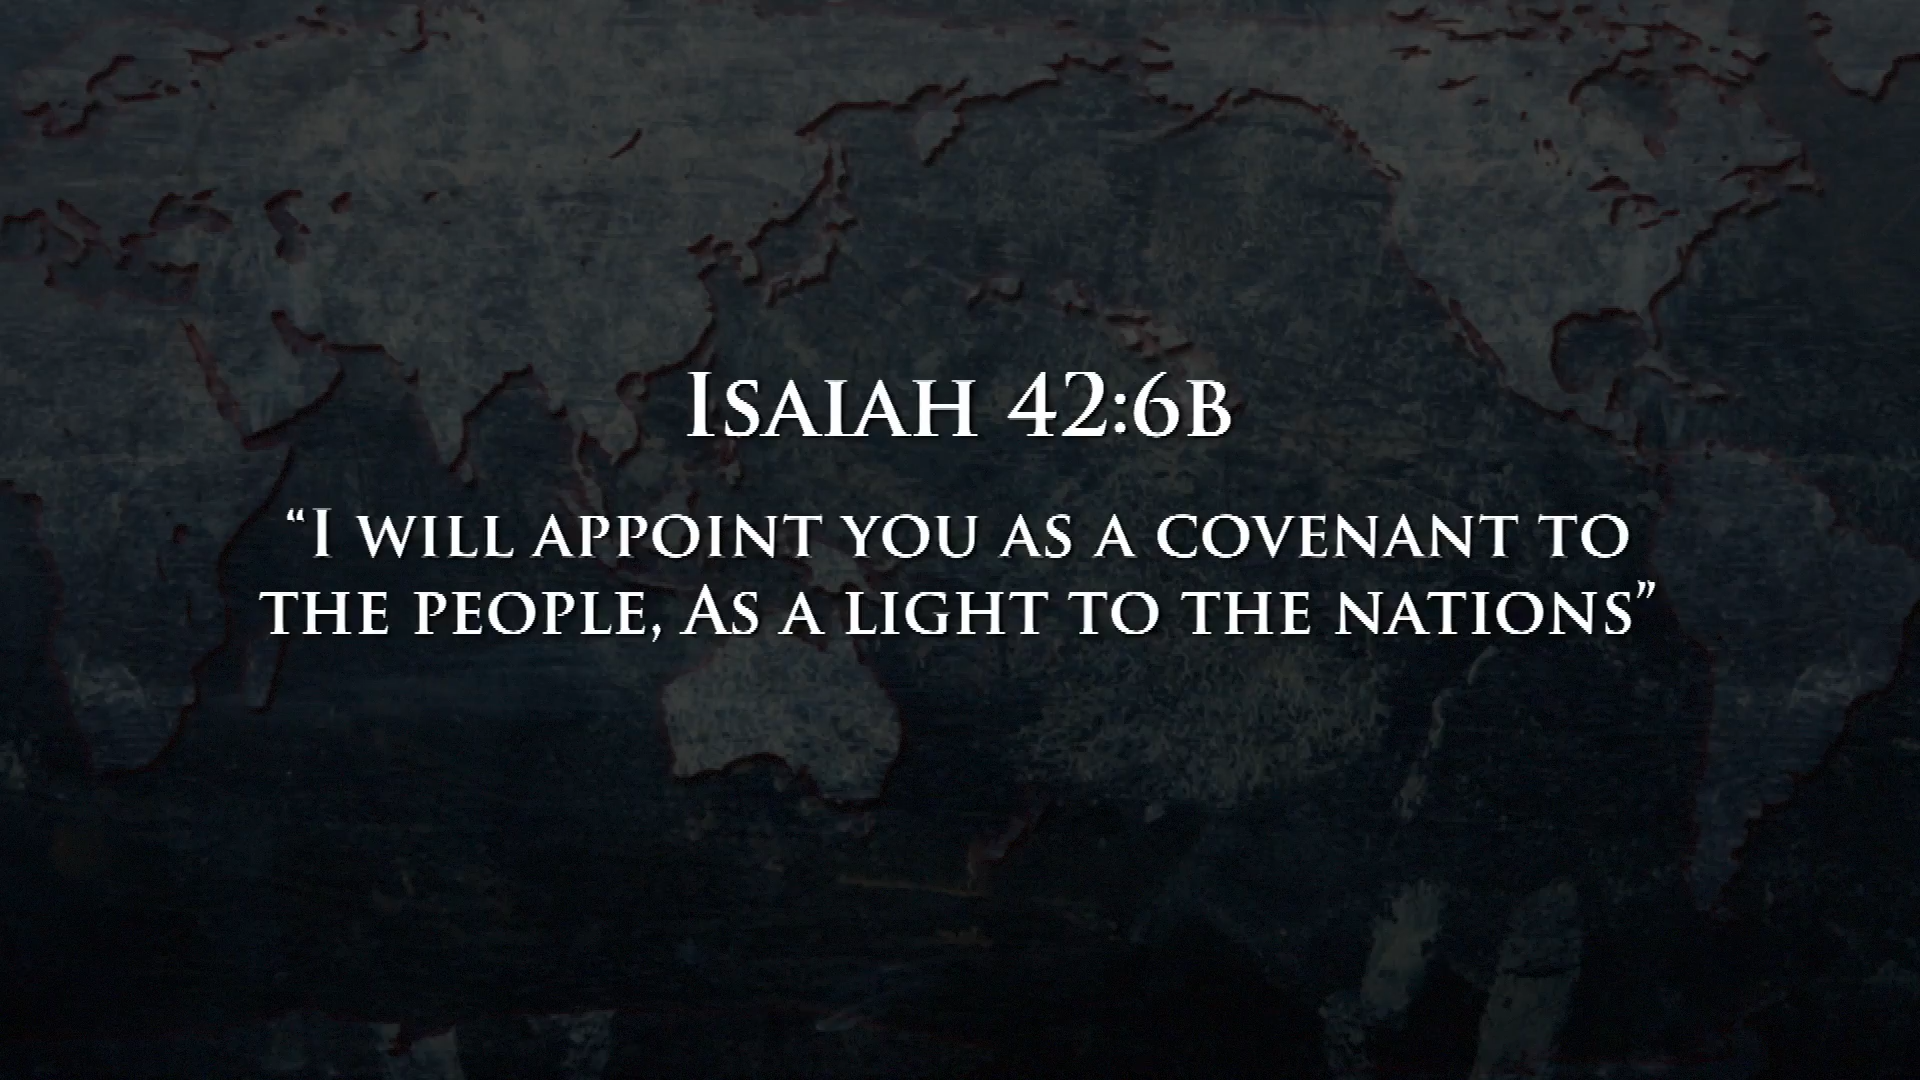 Isaiah 42:6b
“I will appoint you as a covenant to
the people, As a light to the nations”